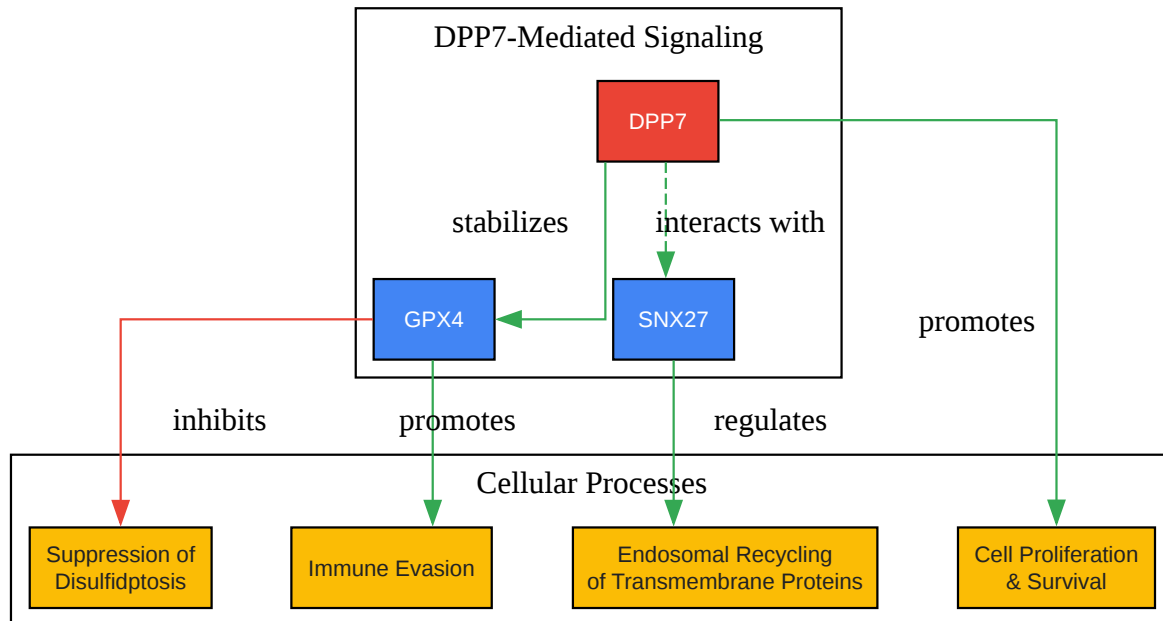 DPP7-Mediated Signaling
DPP7
stabilizes
interacts with
GPX4
SNX27
promotes
inhibits
promotes
regulates
Cellular Processes
Suppression of
Disulfidptosis
Immune Evasion
Endosomal Recycling
of Transmembrane Proteins
Cell Proliferation
& Survival